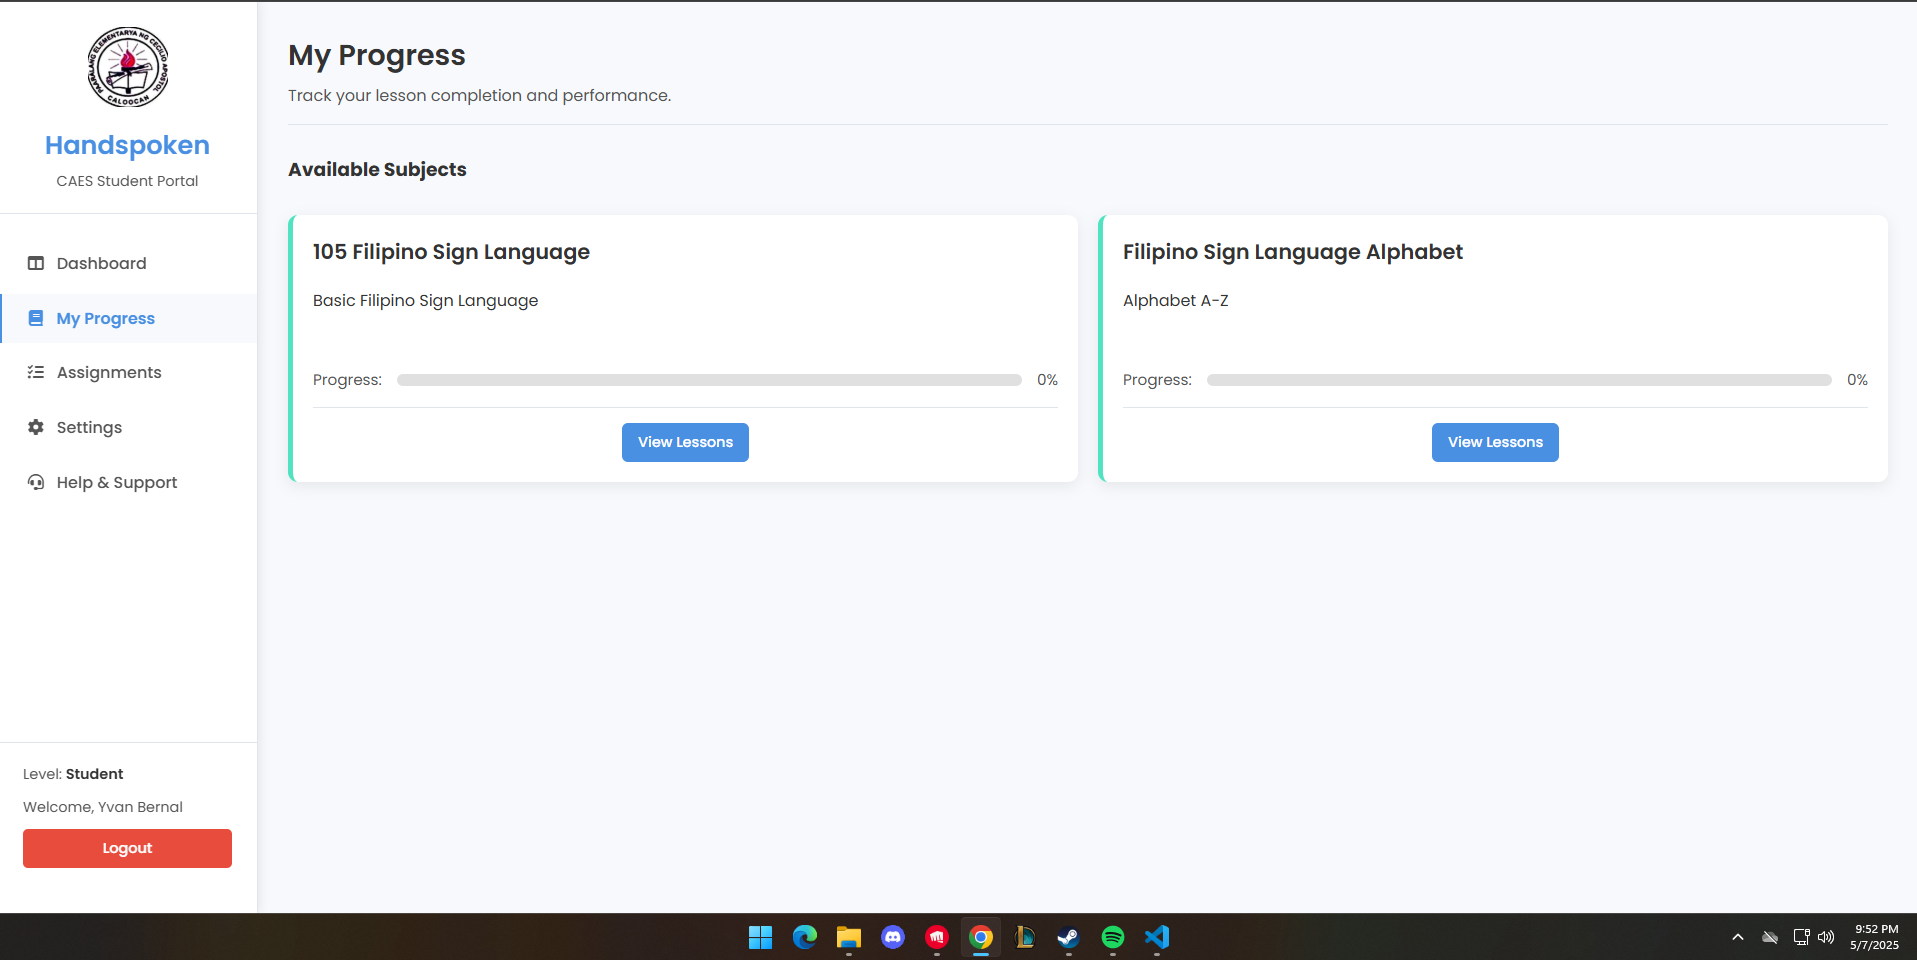 PAARALANG ELEMENTARYA NG CECILIO APOSTOL
CALOOCAN
Handspoken
CAES Student Portal
Dashboard
My Progress
Assignments
Settings
Help & Support
Level: Student
Welcome, Yvan Bernal
Logout
My Progress
Track your lesson completion and performance.
Available Subjects
105 Filipino Sign Language
Basic Filipino Sign Language
Progress: 0%
View Lessons
Filipino Sign Language Alphabet
Alphabet A-Z
Progress: 0%
View Lessons
9:52 PM
5/7/2025